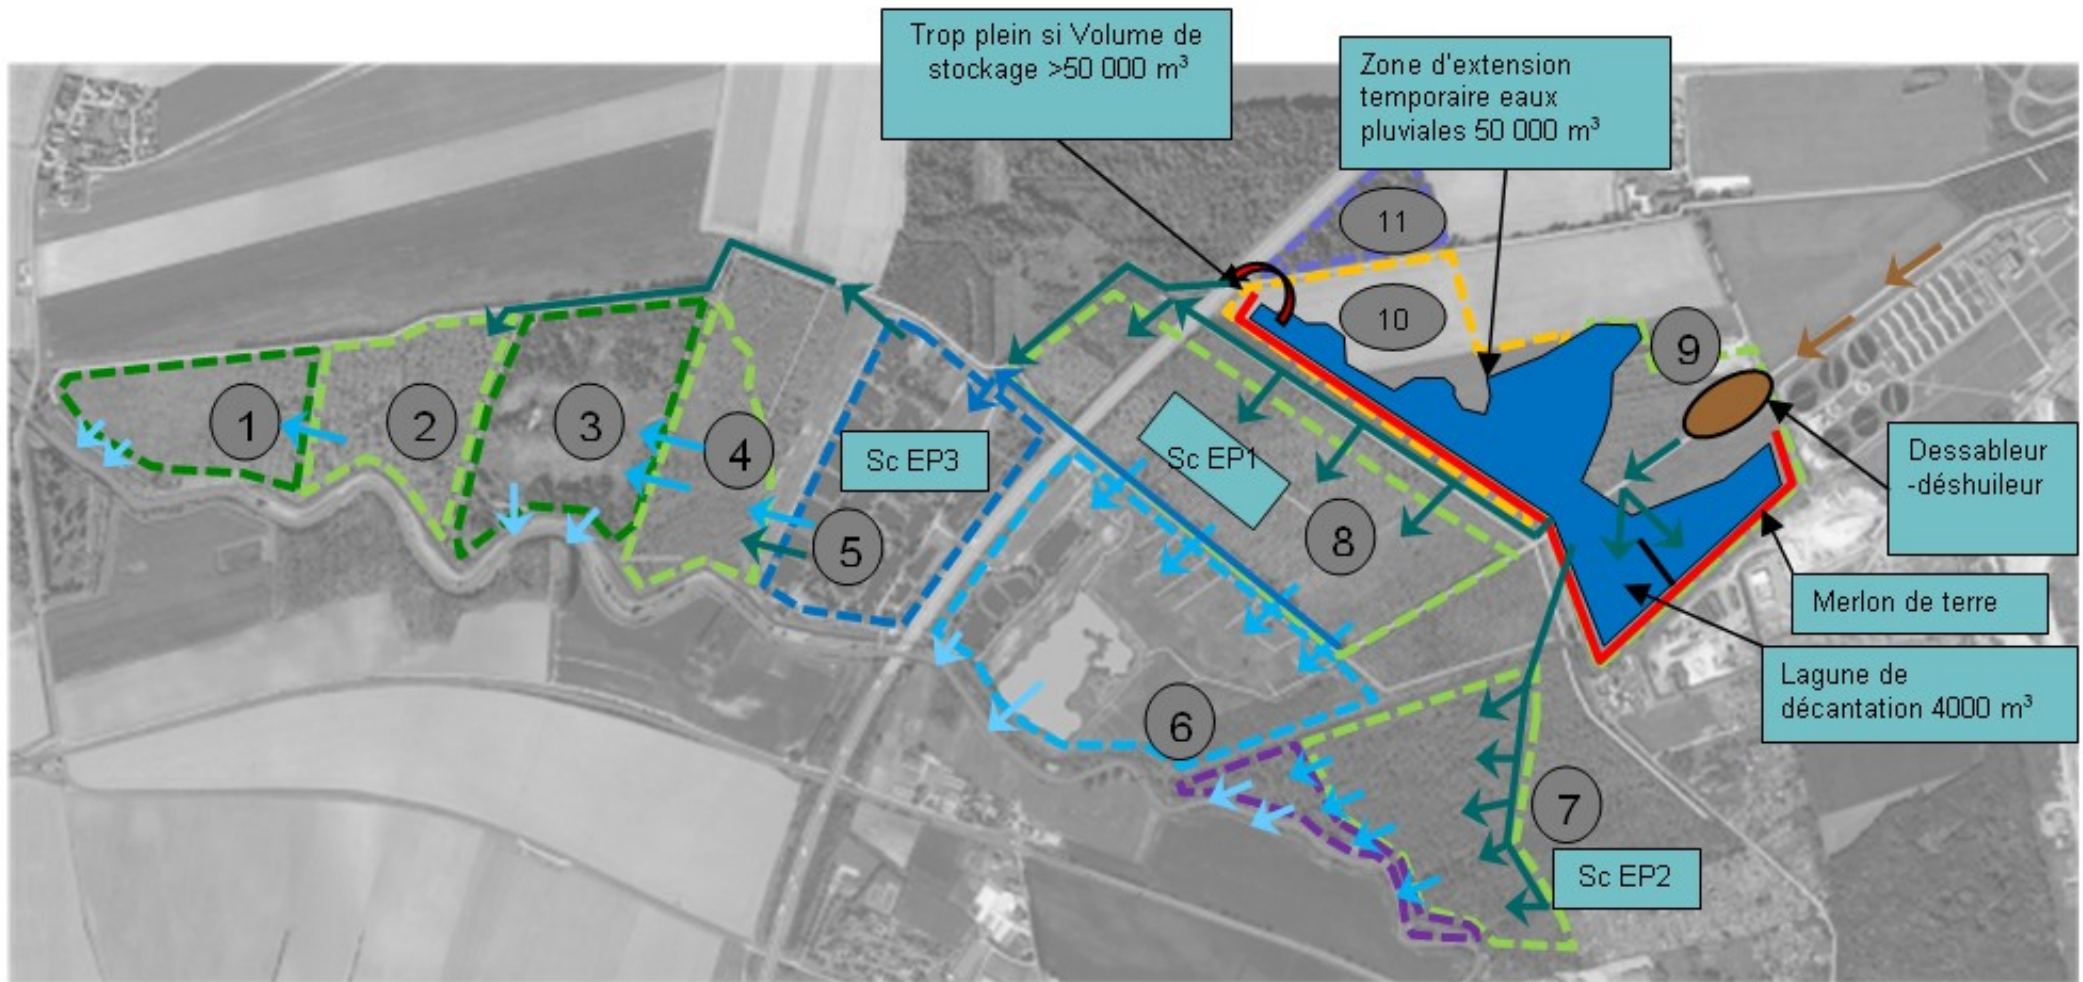 Trop plein si Volume de
stockage >50 000 m³
Zone d'extension
temporaire eaux
pluviales 50 000 m³
11
10
9
1
2
3
4
Sc EP3
Sc EP1
Dessableur
-déshuileur
5
8
Merlon de terre
Lagune de
décantation 4000 m³
6
7
Sc EP2